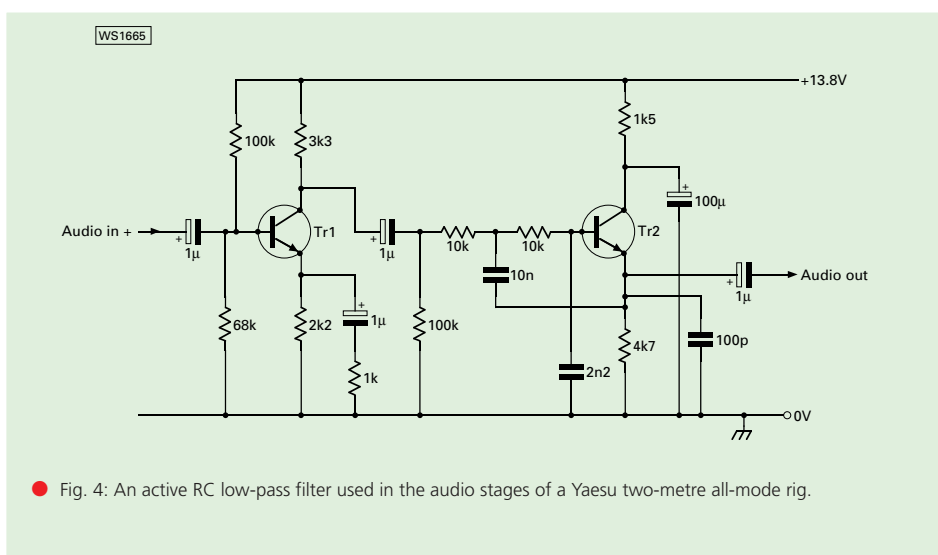 WS1665
+13.8V
1k5
100k
3k3
100µ
Audio in +
+
1µ
Tr1
+
1µ
10k
10k
Tr2
+
10n
Audio out
+
1µ
68k
2k2
+
1µ
100k
4k7
100p
1k
2n2
0V
Fig. 4: An active RC low-pass filter used in the audio stages of a Yaesu two-metre all-mode rig.